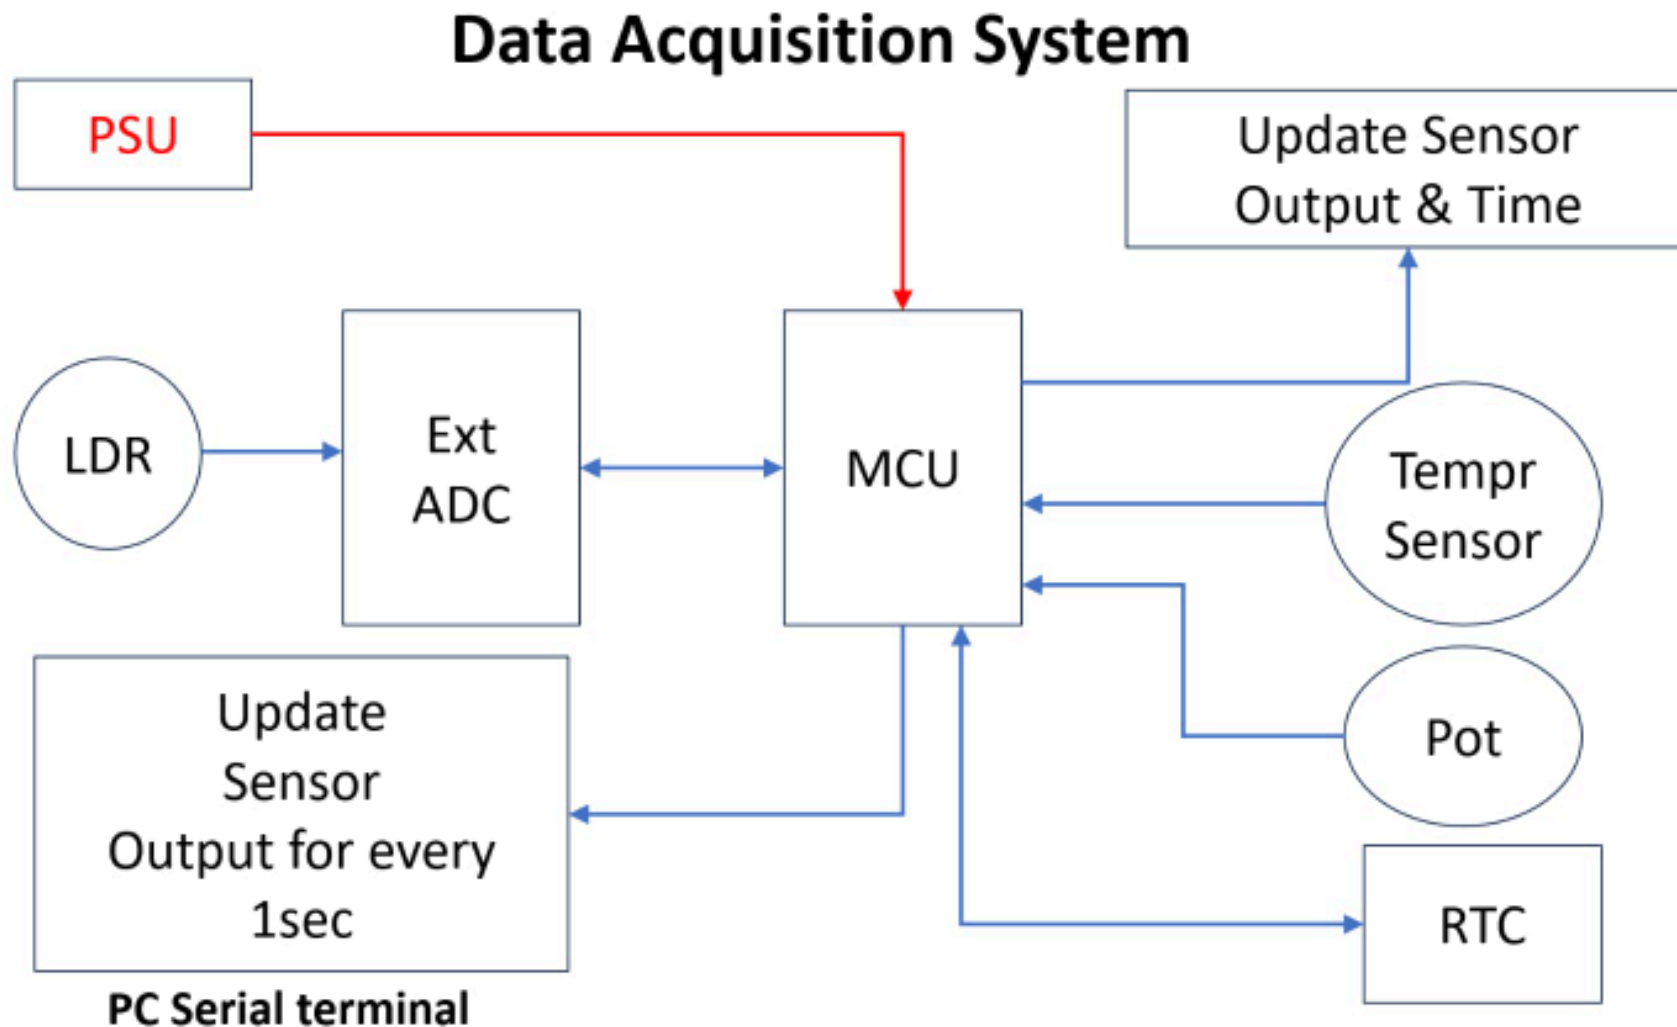 Data Acquisition System
PSU
Update Sensor
Output & Time
LDR
Ext
ADC
MCU
Tempr
Sensor
Pot
Update
Sensor
Output for every
1sec
RTC
PC Serial terminal